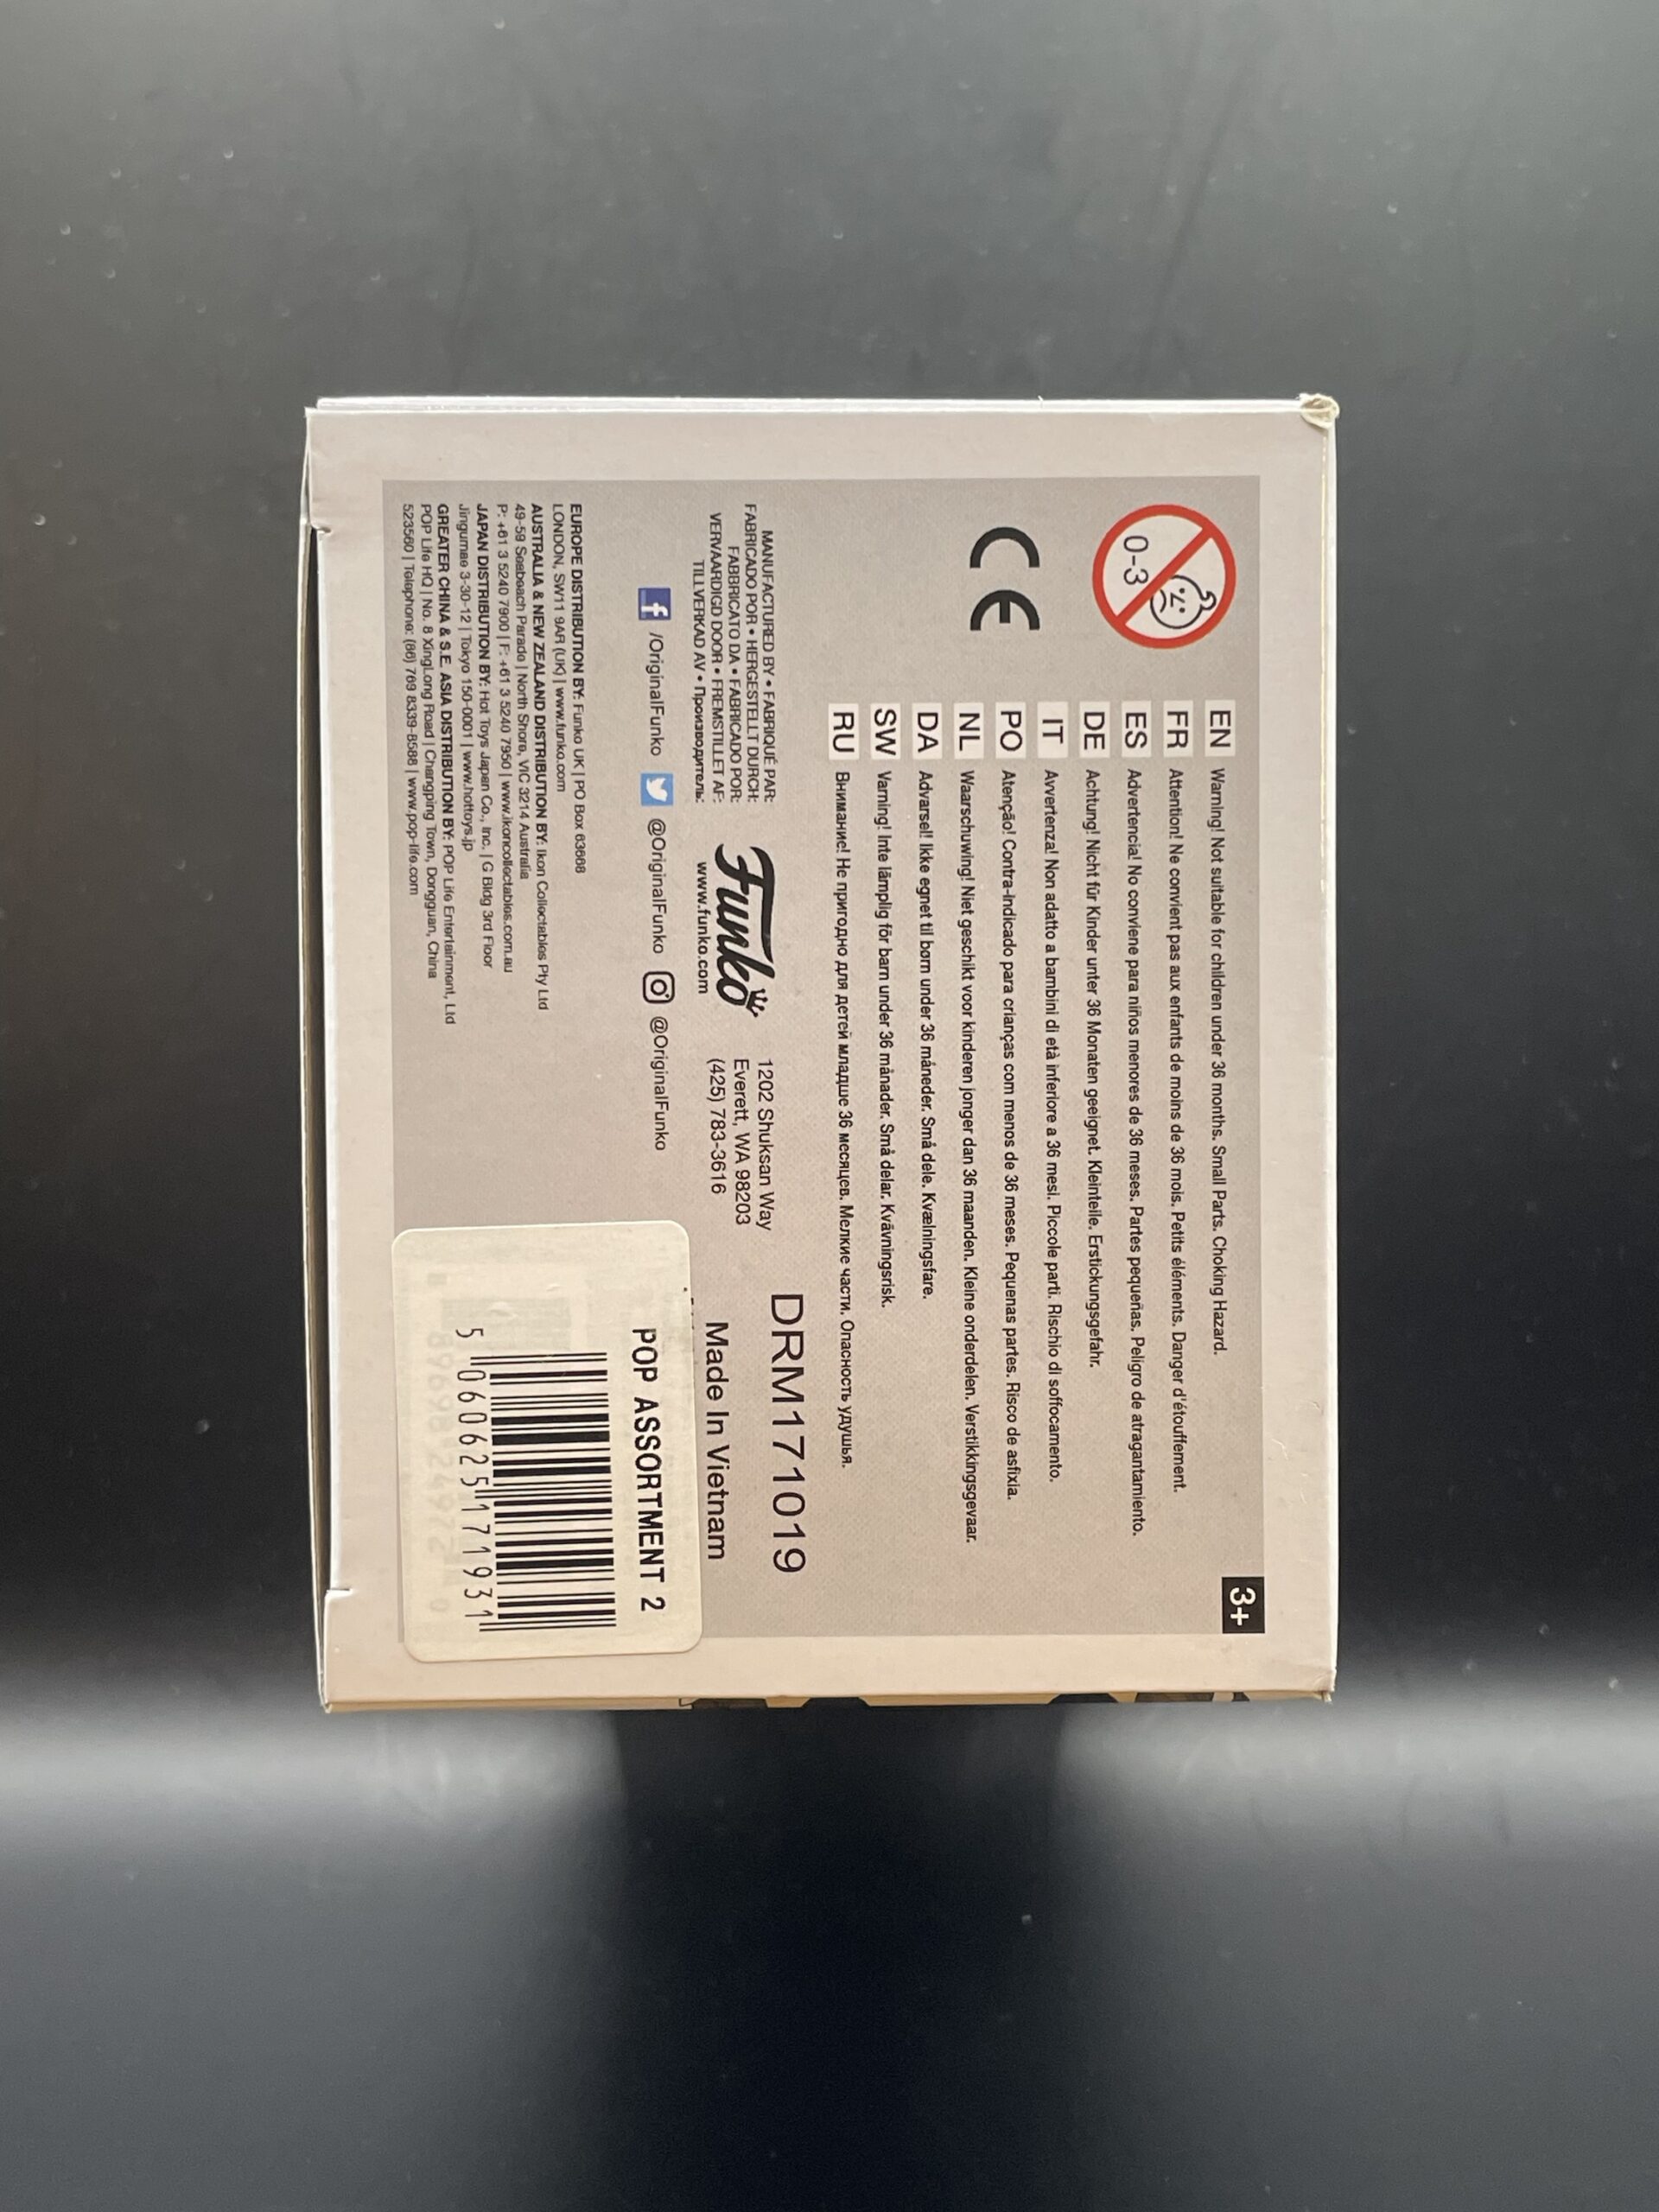 0-3
CE
EN Warning! Not suitable for children under 36 months. Small Parts. Choking Hazard.
FR Attention! Ne convient pas aux enfants de moins de 36 mois. Petits éléments. Danger d'étouffement.
ES Advertencia! No conviene para niños menores de 36 meses. Partes pequeñas. Peligro de atragantamiento.
DE Achtung! Nicht für Kinder unter 36 Monaten geeignet. Kleinteile. Erstickungsgefahr.
IT Avvertenza! Non adatto a bambini di età inferiore a 36 mesi. Piccole parti. Rischio di soffocamento.
PO Atenção! Contra-indicado para crianças com menos de 36 meses. Pequenas partes. Risco de asfixia.
NL Waarschuwing! Niet geschikt voor kinderen jonger dan 36 maanden. Kleine onderdelen. Verstikkingsgevaar.
DA Advarsel! Ikke egnet til børn under 36 måneder. Små dele. Kvælningsfare.
SW Varning! Inte lämplig för barn under 36 månader. Små delar. Kvävningsrisk.
RU Внимание! Не пригодно для детей младше 36 месяцев. Мелкие части. Опасность удушья.
3+
MANUFACTURED BY • FABRIQUÉ PAR:
FABRICADO POR • HERGESTELLT DURCH:
FABBRICATO DA • FABRICADO POR:
VERVAARDIGD DOOR • FREMSTILLET AF:
TILLVERKAD AV • Производитель:
Funko
www.funko.com
1202 Shuksan Way
Everett, WA 98203
(425) 783-3616
DRM171019
Made In Vietnam
/OriginalFunko @OriginalFunko @OriginalFunko
EUROPE DISTRIBUTION BY: Funko UK | PO Box 63668
LONDON, SW11 9AR (UK) | www.funko.com
AUSTRALIA & NEW ZEALAND DISTRIBUTION BY: Ikon Collectables Pty Ltd
49-59 Seabeach Parade | North Shore, VIC 3214 Australia
P: +61 3 5240 7900 | F: +61 3 5240 7950 | www.ikoncollectables.com.au
JAPAN DISTRIBUTION BY: Hot Toys Japan Co., Inc. | G Bldg 3rd Floor
Jingumae 3-30-12 | Tokyo 150-0001 | www.hottoys.jp
GREATER CHINA & S.E. ASIA DISTRIBUTION BY: POP Life Entertainment, Ltd
POP Life HQ | No. 8 XingLong Road | Changping Town, Dongguan, China
523560 | Telephone: (86) 769 8339-8588 | www.pop-life.com
POP ASSORTMENT 2
5 060625 171931